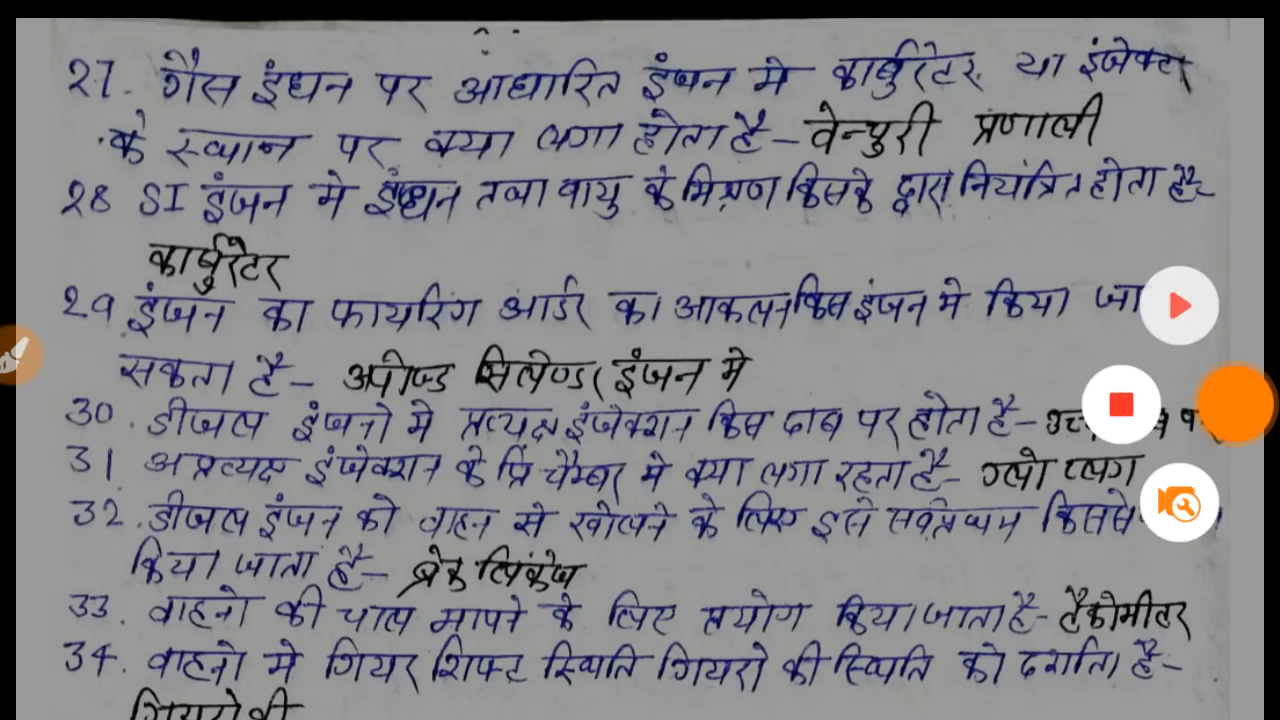 27. गैस इंधन पर आधारित इंजन मे कार्बुरेटर या इंजेक्टर
के स्थान पर क्या लगा होता है – वेन्चुरी प्रणाली
28 SI इंजन मे इंधन तथा वायु के मिश्रण किसके द्वारा नियंत्रित होता है-
कार्बुरेटर
29 इंजन का फायरिंग आर्डर का आकलन किस इंजन मे किया जा
सकता है – अपोज्ड सिलेण्डर इंजन मे
30. डीजल इंजनो मे प्रत्यक्ष इंजेक्शन किस दाब पर होता है –
31. अप्रत्यक्ष इंजेक्शन के प्रि चैम्बर मे क्या लगा रहता है – ग्लो प्लग
32. डीजल इंजन को वाहन से खोलने के लिए इसे सर्वप्रथम किससे
किया जाता है – ब्रेक लिंकेज
33. वाहनो की चाल मापने के लिए प्रयोग किया जाता है – टैकोमीटर
34. वाहनो मे गियर शिफ्ट स्थिति गियरो की स्थिति को दर्शाता है –